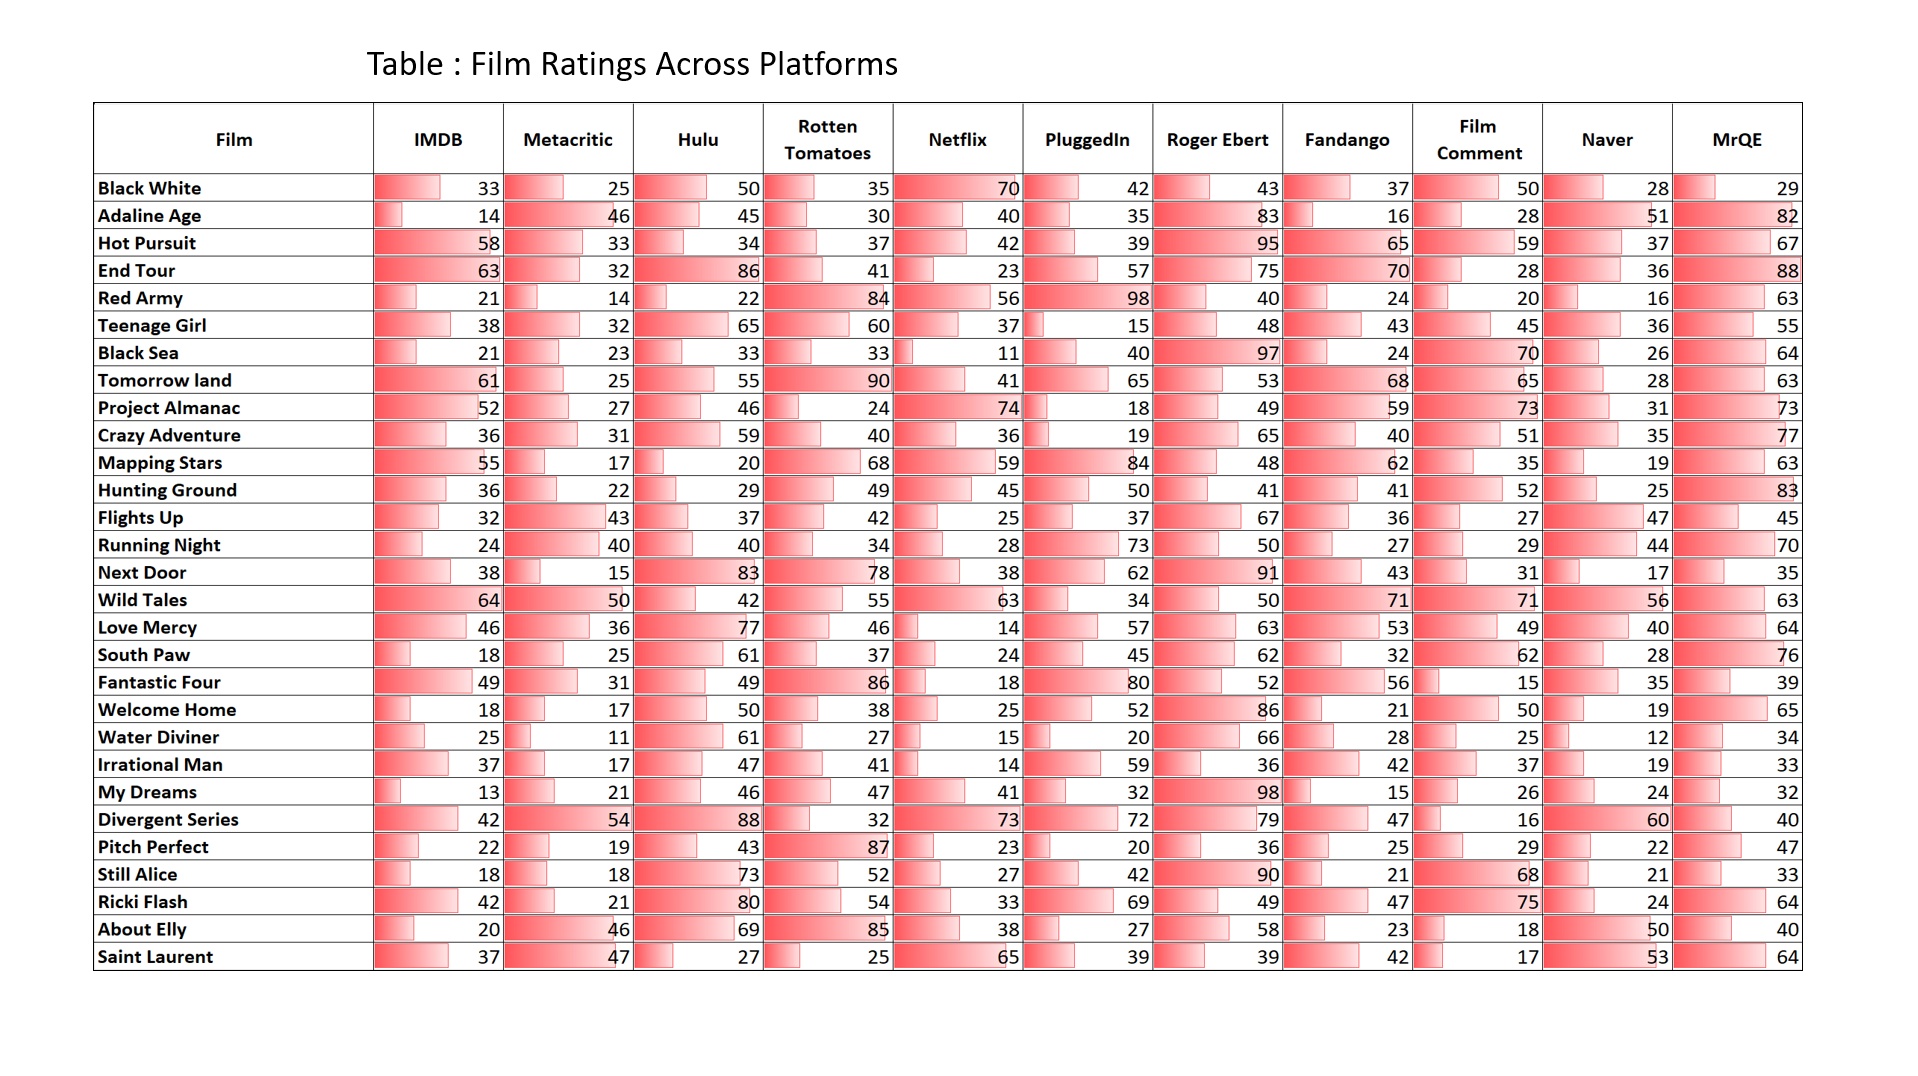 Table : Film Ratings Across Platforms
Film IMDB Metacritic Hulu Rotten Tomatoes Netflix PluggedIn Roger Ebert Fandango Film Comment Naver MrQE
Black White 33 25 50 35 70 42 43 37 50 28 29
Adaline Age 14 46 45 30 40 35 83 16 28 51 82
Hot Pursuit 58 33 34 37 42 39 95 65 59 37 67
End Tour 63 32 86 41 23 57 75 70 28 36 88
Red Army 21 14 22 84 56 98 40 24 20 16 63
Teenage Girl 38 32 65 60 37 15 48 43 45 36 55
Black Sea 21 23 33 33 11 40 97 24 70 26 64
Tomorrow land 61 25 55 90 41 65 53 68 65 28 63
Project Almanac 52 27 46 24 74 18 49 59 73 31 73
Crazy Adventure 36 31 59 40 36 19 65 40 51 35 77
Mapping Stars 55 17 20 68 59 84 48 62 35 19 63
Hunting Ground 36 22 29 49 45 50 41 41 52 25 83
Flights Up 32 43 37 42 25 37 67 36 27 47 45
Running Night 24 40 40 34 28 73 50 27 29 44 70
Next Door 38 15 83 78 38 62 91 43 31 17 35
Wild Tales 64 50 42 55 63 34 50 71 71 56 63
Love Mercy 46 36 77 46 14 57 63 53 49 40 64
South Paw 18 25 61 37 24 45 62 32 62 28 76
Fantastic Four 49 31 49 86 18 80 52 56 15 35 39
Welcome Home 18 17 50 38 25 52 86 21 50 19 65
Water Diviner 25 11 61 27 15 20 66 28 25 12 34
Irrational Man 37 17 47 41 14 59 36 42 37 19 33
My Dreams 13 21 46 47 41 32 98 15 26 24 32
Divergent Series 42 54 88 32 73 72 79 47 16 60 40
Pitch Perfect 22 19 43 87 23 20 36 25 29 22 47
Still Alice 18 18 73 52 27 42 90 21 68 21 33
Ricki Flash 42 21 80 54 33 69 49 47 75 24 64
About Elly 20 46 69 85 38 27 58 23 18 50 40
Saint Laurent 37 47 27 25 65 39 39 42 17 53 64